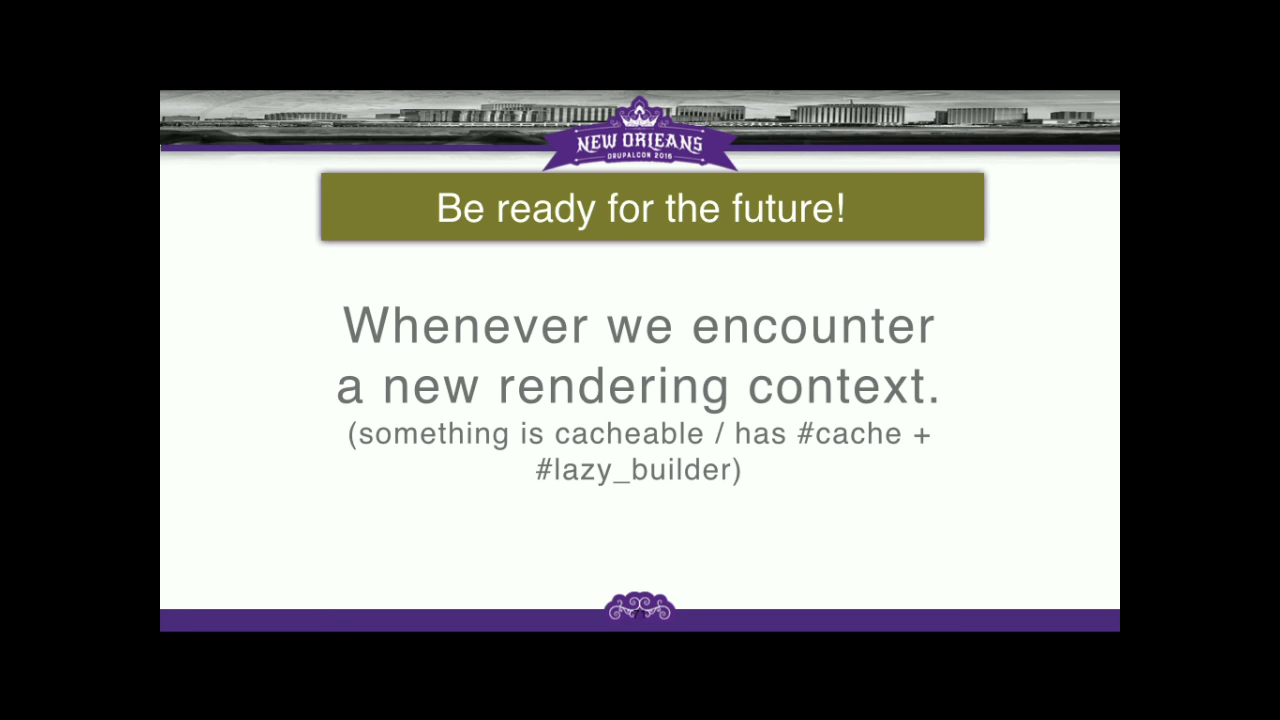 NEW ORLEANS
DRUPALCON 2016
Be ready for the future!
Whenever we encounter
a new rendering context.
(something is cacheable / has #cache +
#lazy_builder)